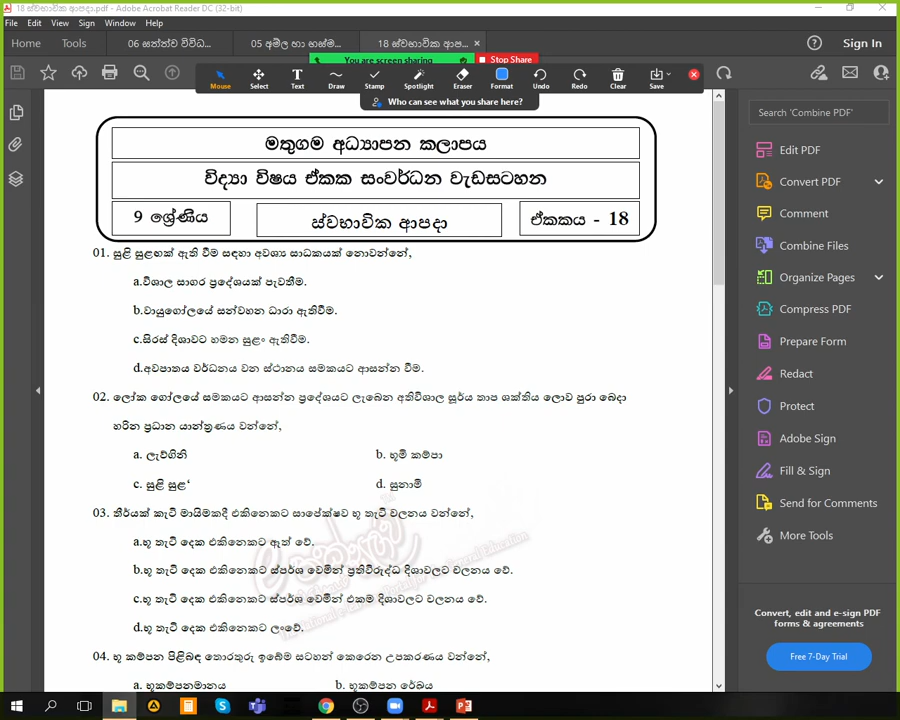 18 ස්වභාවික ආපදා.pdf - Adobe Acrobat Reader DC (32-bit)
File Edit View Sign Window Help
Home Tools 06 සත්ත්ව විවිධ... 05 අම්ල හා භස්ම... 18 ස්වභාවික ආප... × Sign In
You are screen sharing Stop Share
Mouse Select Text Draw Stamp Spotlight Eraser Format Undo Redo Clear Save
Who can see what you share here?
Search 'Combine PDF'
Edit PDF
Convert PDF
Comment
Combine Files
Organize Pages
Compress PDF
Prepare Form
Redact
Protect
Adobe Sign
Fill & Sign
Send for Comments
More Tools
Convert, edit and e-sign PDF
forms & agreements
Free 7-Day Trial
මතුගම අධ්‍යාපන කලාපය
විද්‍යා විෂය ඒකක සංවර්ධන වැඩසටහන
9 ශ්‍රේණිය ස්වභාවික ආපදා ඒකකය - 18
01. සුළි සුළඟක් ඇති වීම සඳහා අවශ්‍ය සාධකයක් නොවන්නේ,
a.විශාල සාගර ප්‍රදේශයක් පැවතීම.
b.වායුගෝලයේ සන්වහන ධාරා ඇතිවීම.
c.සිරස් දිශාවට හමන සුළං ඇතිවීම.
d.අවපාතය වර්ධනය වන ස්ථානය සමකයට ආසන්න වීම.
02. ලෝක ගෝලයේ සමකයට ආසන්න ප්‍රදේශයට ලැබෙන අතිවිශාල සූර්ය තාප ශක්තිය ලොව පුරා බෙදා
හරින ප්‍රධාන යාන්ත්‍රණය වන්නේ,
a. ලැව්ගිනි b. භූමි කම්පා
c. සුළි සුළ‘ d. සුනාමි
03. තීර්යක් තැටි මායිමකදී එකිනෙකට සාපේක්ෂව භූ තැටි චලනය වන්නේ,
a.භූ තැටි දෙක එකිනෙකට ඈත් වේ.
b.භූ තැටි දෙක එකිනෙකට ස්පර්ශ වෙමින් ප්‍රතිවිරුද්ධ දිශාවලට චලනය වේ.
c.භූ තැටි දෙක එකිනෙකට ස්පර්ශ වෙමින් එකම දිශාවලට චලනය වේ.
d.භූ තැටි දෙක එකිනෙකට ලංවේ.
04. භූ කම්පන පිළිබඳ තොරතුරු ඉබේම සටහන් කෙරෙන උපකරණය වන්නේ,
a. භූකම්පනමානය b. භූකම්පන රේඛය